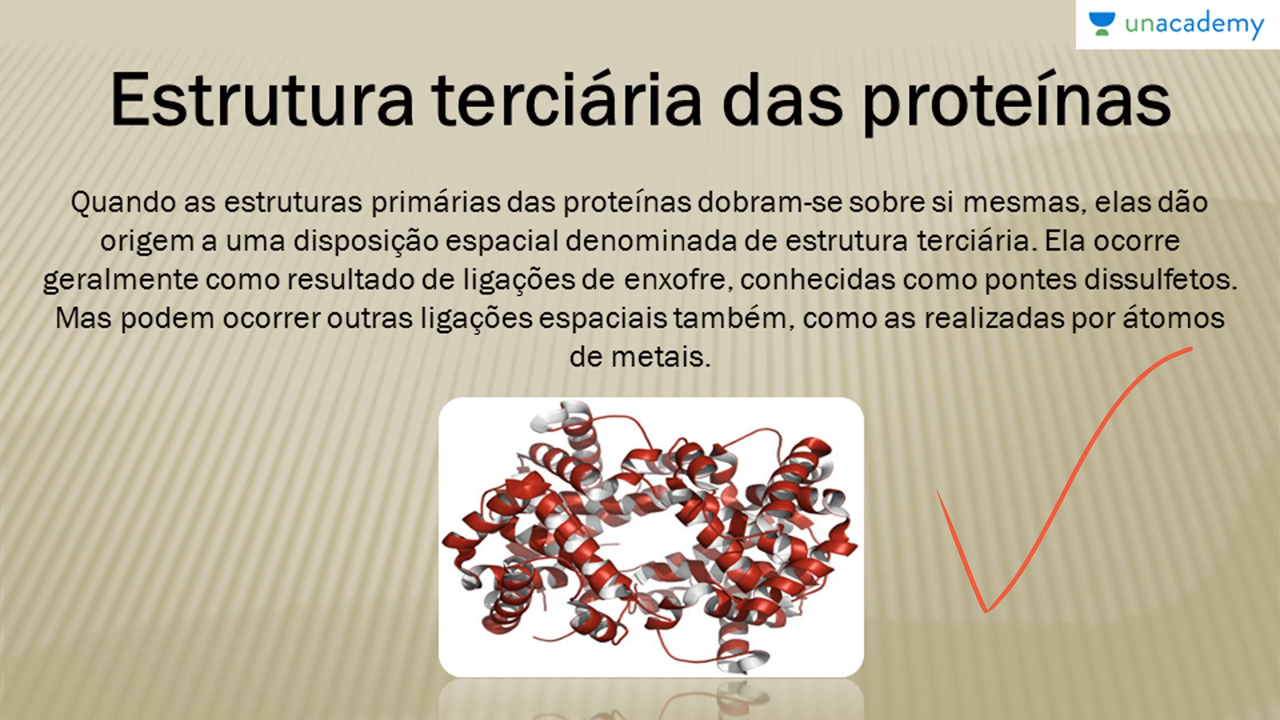 unacademy
Estrutura terciária das proteínas
Quando as estruturas primárias das proteínas dobram-se sobre si mesmas, elas dão
origem a uma disposição espacial denominada de estrutura terciária. Ela ocorre
geralmente como resultado de ligações de enxofre, conhecidas como pontes dissulfetos.
Mas podem ocorrer outras ligações espaciais também, como as realizadas por átomos
de metais.